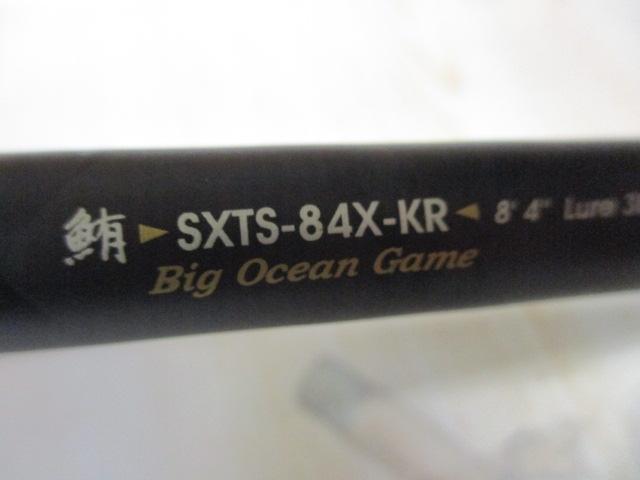 鮪 ► SXTS-84X-KR ◄ 8' 4" Lure
Big Ocean Game